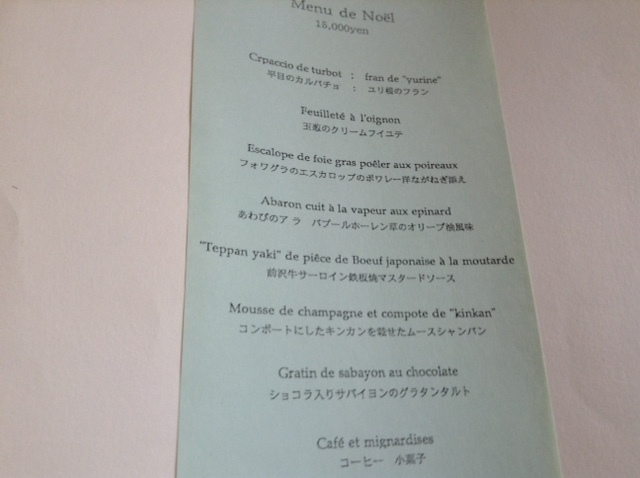 Menu de Noël
15,000yen
Crpaccio de turbot : fran de "yurine"
平目のカルパチョ : ユリ根のフラン
Feuilleté à l'oignon
玉葱のクリームフイユテ
Escalope de foie gras poêler aux poireaux
フォワグラのエスカロップのポワレー洋ながねぎ添え
Abaron cuit à la vapeur aux epinard
あわびのア ラ バプールホーレン草のオリーブ油風味
"Teppan yaki" de pièce de Boeuf japonaise à la moutarde
前沢牛サーロイン鉄板焼マスタードソース
Mousse de champagne et compote de "kinkan"
コンポートにしたキンカンを載せたムースシャンパン
Gratin de sabayon au chocolate
ショコラ入りサバイヨンのグラタンタルト
Café et mignardises
コーヒー 小菓子